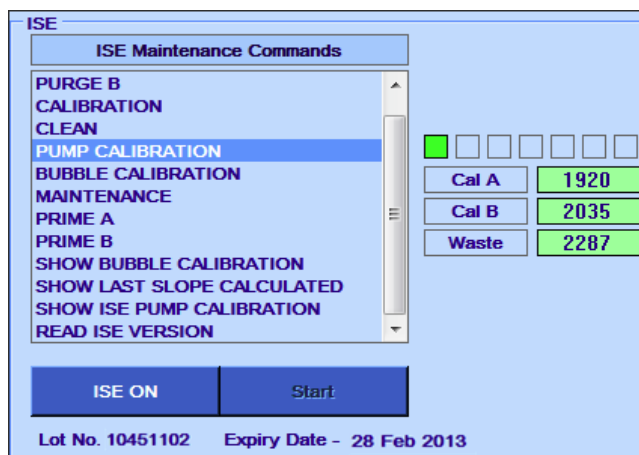 ISE
ISE Maintenance Commands
PURGE B
CALIBRATION
CLEAN
PUMP CALIBRATION
BUBBLE CALIBRATION
MAINTENANCE
PRIME A
PRIME B
SHOW BUBBLE CALIBRATION
SHOW LAST SLOPE CALCULATED
SHOW ISE PUMP CALIBRATION
READ ISE VERSION
Cal A 1920
Cal B 2035
Waste 2287
ISE ON Start
Lot No. 10451102 Expiry Date - 28 Feb 2013